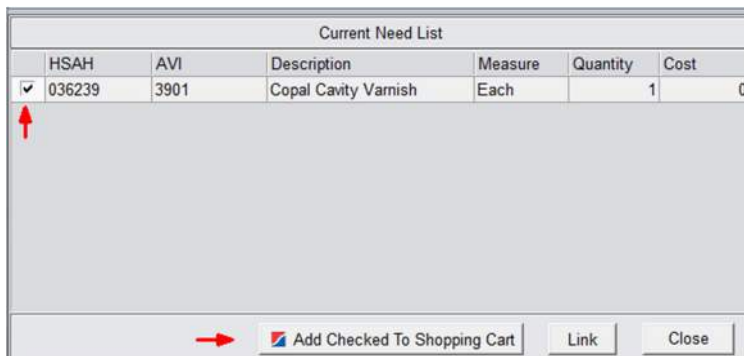 Current Need List
HSAH AVI Description Measure Quantity Cost
036239 3901 Copal Cavity Varnish Each 1 0
Add Checked To Shopping Cart Link Close